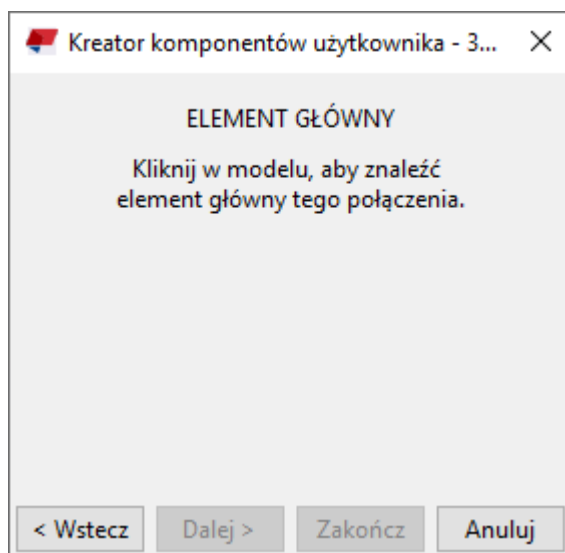 Kreator komponentów użytkownika - 3...
ELEMENT GŁÓWNY
Kliknij w modelu, aby znaleźć
element główny tego połączenia.
< Wstecz Dalej > Zakończ Anuluj